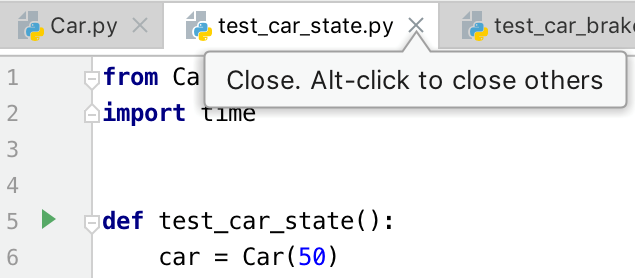 Car.py test_car_state.py test_car_brake
Close. Alt-click to close others
1 from Ca
2 import time
3
4
5 def test_car_state():
6 car = Car(50)